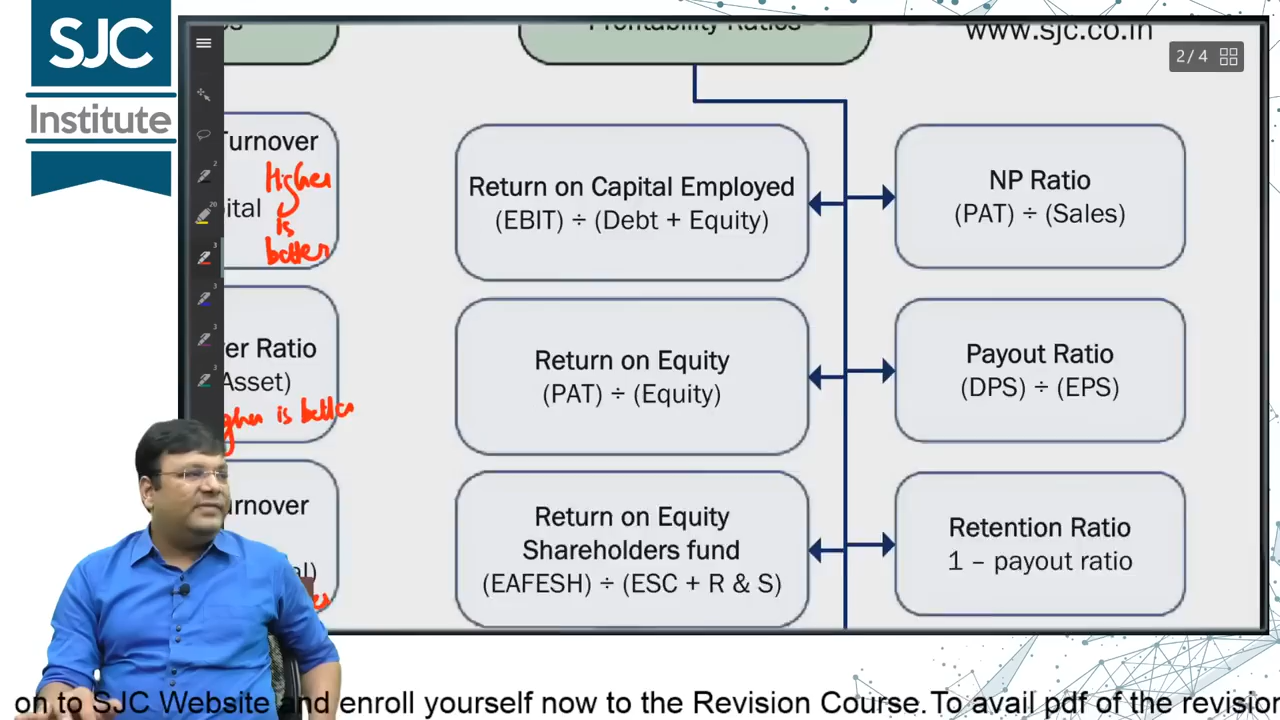 SJC
Institute
Profitability Ratios
www.sjc.co.in
2/4
Turnover
Higher
is
better
Return on Capital Employed
(EBIT) ÷ (Debt + Equity)
NP Ratio
(PAT) ÷ (Sales)
Ratio
Asset)
is better
Return on Equity
(PAT) ÷ (Equity)
Payout Ratio
(DPS) ÷ (EPS)
Return on Equity
Shareholders fund
(EAFESH) ÷ (ESC + R & S)
Retention Ratio
1 – payout ratio
on to SJC Website and enroll yourself now to the Revision Course. To avail pdf of the revision